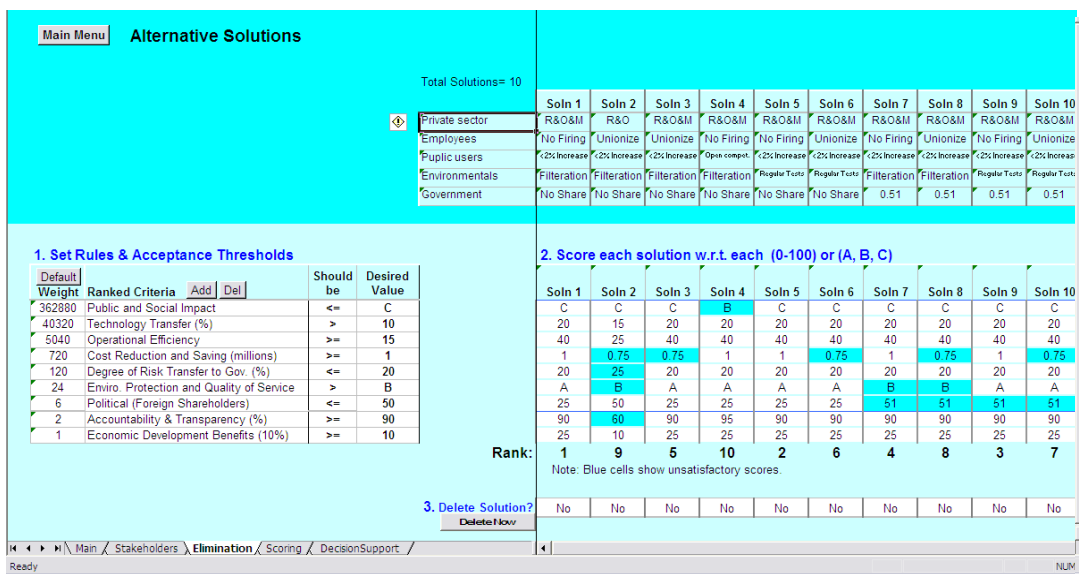 Main Menu Alternative Solutions
Total Solutions= 10
Soln 1 Soln 2 Soln 3 Soln 4 Soln 5 Soln 6 Soln 7 Soln 8 Soln 9 Soln 10
Private sector R&O&M R&O R&O&M R&O&M R&O&M R&O&M R&O&M R&O&M R&O&M R&O&M
Employees No Firing Unionize Unionize No Firing No Firing Unionize No Firing Unionize No Firing Unionize
Puplic users <2% Increase <2% Increase <2% Increase Open compet. <2% Increase <2% Increase <2% Increase <2% Increase <2% Increase <2% Increase
Environmentals Filteration Filteration Filteration Filteration Regular Tests Regular Tests Filteration Filteration Regular Tests Regular Tests
Government No Share No Share No Share No Share No Share No Share 0.51 0.51 0.51 0.51
1. Set Rules & Acceptance Thresholds 2. Score each solution w.r.t. each (0-100) or (A, B, C)
Default Should Desired
Weight Ranked Criteria Add Del be Value Soln 1 Soln 2 Soln 3 Soln 4 Soln 5 Soln 6 Soln 7 Soln 8 Soln 9 Soln 10
362880 Public and Social Impact <= C C C C B C C C C C C
40320 Technology Transfer (%) > 10 20 15 20 20 20 20 20 20 20 20
5040 Operational Efficiency >= 15 40 25 40 40 40 40 40 40 40 40
720 Cost Reduction and Saving (millions) >= 1 1 0.75 0.75 1 1 0.75 1 0.75 1 0.75
120 Degree of Risk Transfer to Gov. (%) <= 20 20 25 20 20 20 20 20 20 20 20
24 Enviro. Protection and Quality of Service > B A B A A A A B B A A
6 Political (Foreign Shareholders) <= 50 25 50 25 25 25 25 51 51 51 51
2 Accountability & Transparency (%) >= 90 90 60 90 95 90 90 90 90 90 90
1 Economic Development Benefits (10%) >= 10 25 10 25 25 25 25 25 25 25 25
Rank: 1 9 5 10 2 6 4 8 3 7
Note: Blue cells show unsatisfactory scores.
3. Delete Solution? No No No No No No No No No No
Delete Now
Main Stakeholders Elimination Scoring DecisionSupport
Ready NUM